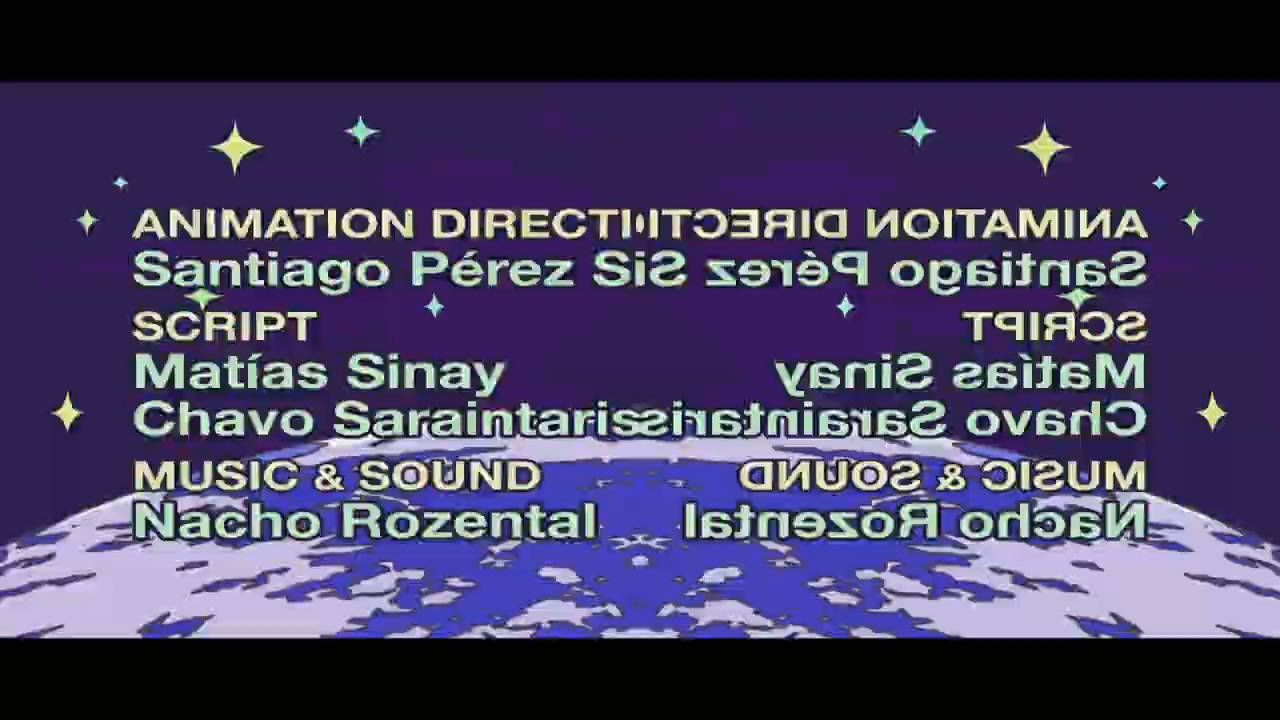 ANIMATION DIRECTI
Santiago Pérez Si
SCRIPT
Matías Sinay
Chavo Saraintaris
MUSIC & SOUND
Nacho Rozental